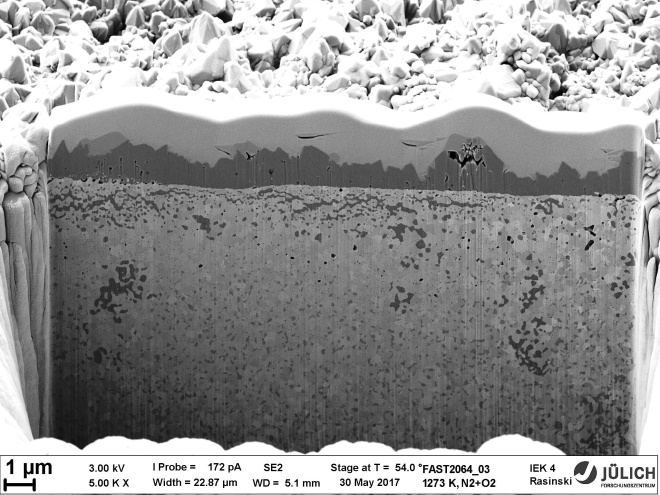 1 µm
3.00 kV I Probe = 172 pA SE2 Stage at T = 54.0 ° FAST2064_03 IEK 4
5.00 K X Width = 22.87 µm WD = 5.1 mm 30 May 2017 1273 K, N2+O2 Rasinski
JÜLICH
FORSCHUNGSZENTRUM